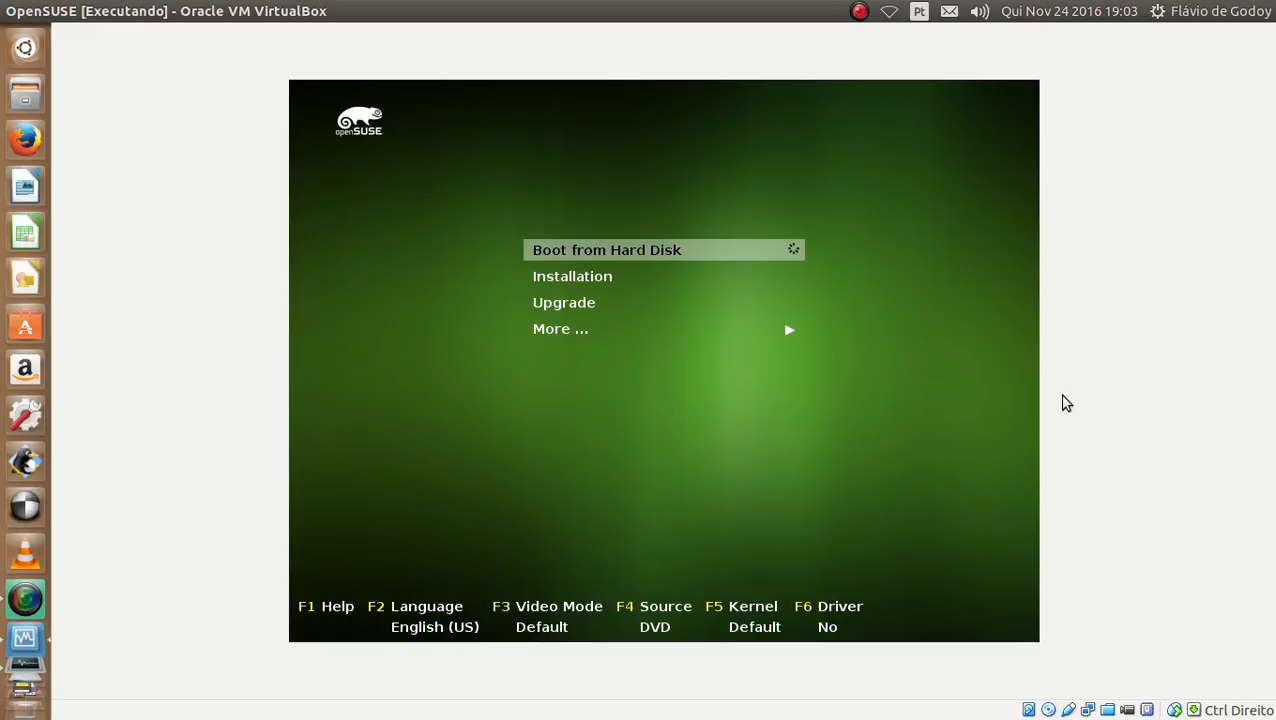 OpenSUSE [Executando] - Oracle VM VirtualBox
Pt
Qui Nov 24 2016 19:03
Flávio de Godoy
openSUSE
Boot from Hard Disk
Installation
Upgrade
More ...
F1 Help F2 Language F3 Video Mode F4 Source F5 Kernel F6 Driver
English (US) Default DVD Default No
Ctrl Direito